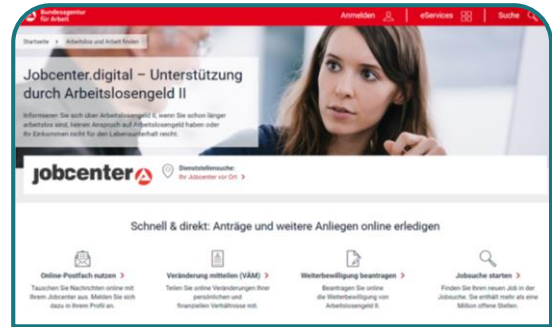 Bundesagentur
für Arbeit
Anmelden
eServices
Suche
Startseite > Arbeitslos und Arbeit finden
Jobcenter.digital – Unterstützung
durch Arbeitslosengeld II
Informieren Sie sich über Arbeitslosengeld II, wenn Sie schon länger
arbeitslos sind, keinen Anspruch auf Arbeitslosengeld haben oder
Ihr Einkommen nicht für den Lebensunterhalt reicht.
jobcenter
Dienststellensuche:
Ihr Jobcenter vor Ort >
Schnell & direkt: Anträge und weitere Anliegen online erledigen
Online-Postfach nutzen >
Tauschen Sie Nachrichten online mit
Ihrem Jobcenter aus. Melden Sie sich
dazu in Ihrem Profil an.
Veränderung mitteilen (VÄM) >
Teilen Sie online Veränderungen Ihrer
persönlichen und
finanziellen Verhältnisse mit.
Weiterbewilligung beantragen >
Beantragen Sie online
die Weiterbewilligung von
Arbeitslosengeld II.
Jobsuche starten >
Finden Sie Ihren neuen Job in der
Jobsuche. Sie enthält mehr als eine
Million offene Stellen.